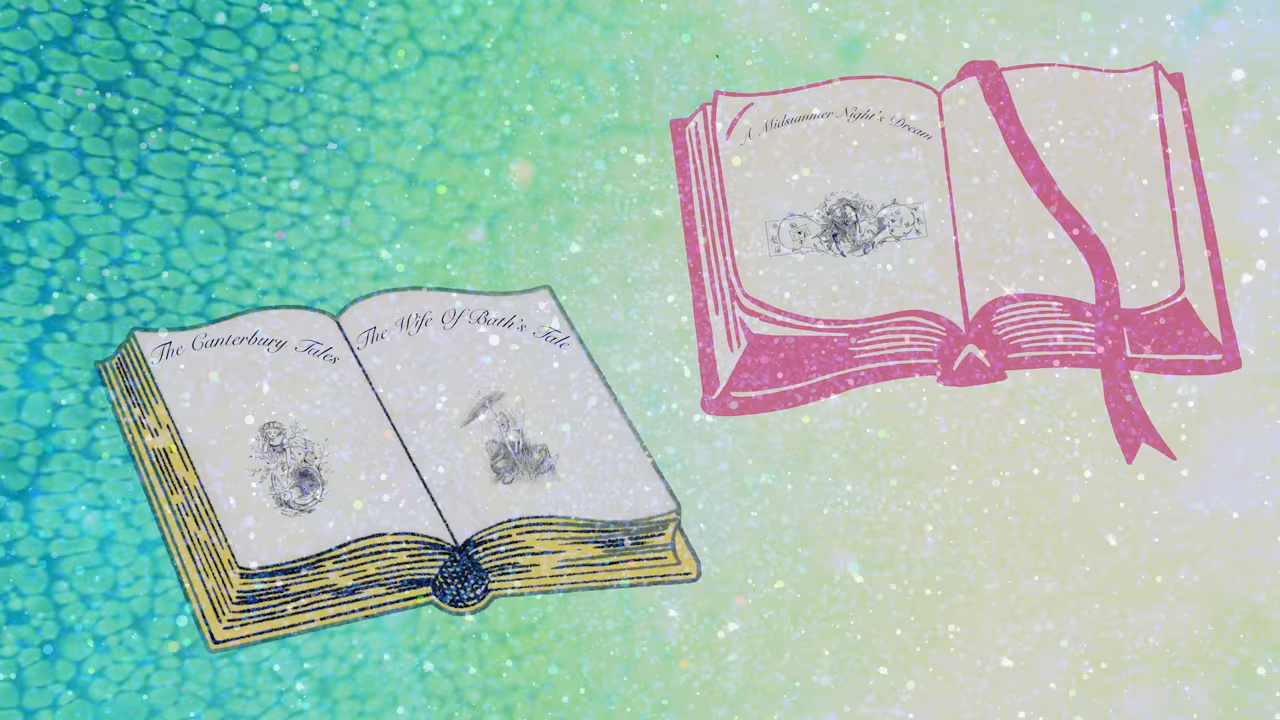 The Canterbury Tales
The Wife Of Bath's Tale
A Midsummer Night's Dream